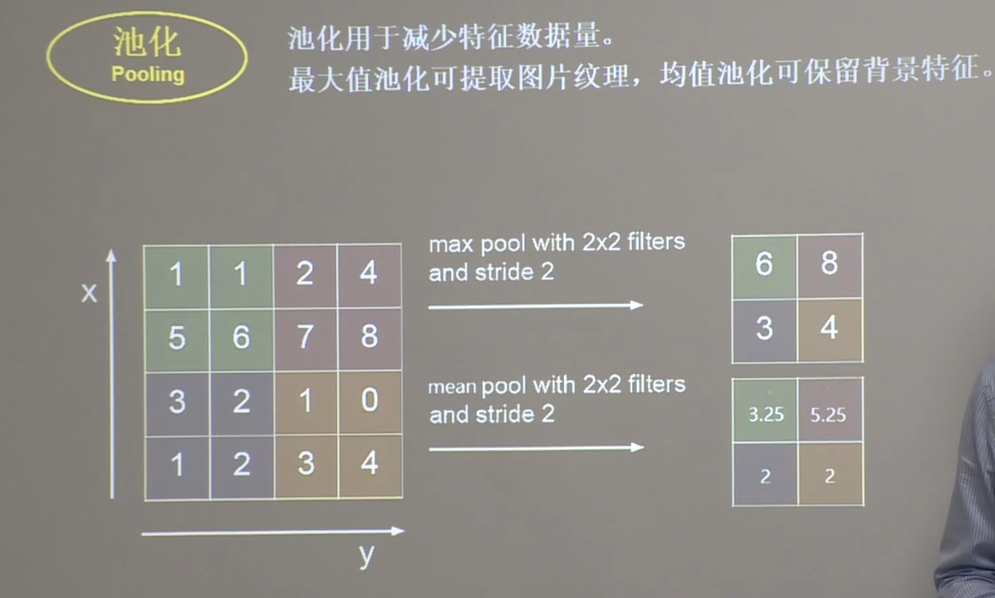 池化
Pooling
池化用于减少特征数据量。
最大值池化可提取图片纹理，均值池化可保留背景特征。
x
1 1 2 4
5 6 7 8
3 2 1 0
1 2 3 4
y
max pool with 2x2 filters
and stride 2
6 8
3 4
mean pool with 2x2 filters
and stride 2
3.25 5.25
2 2